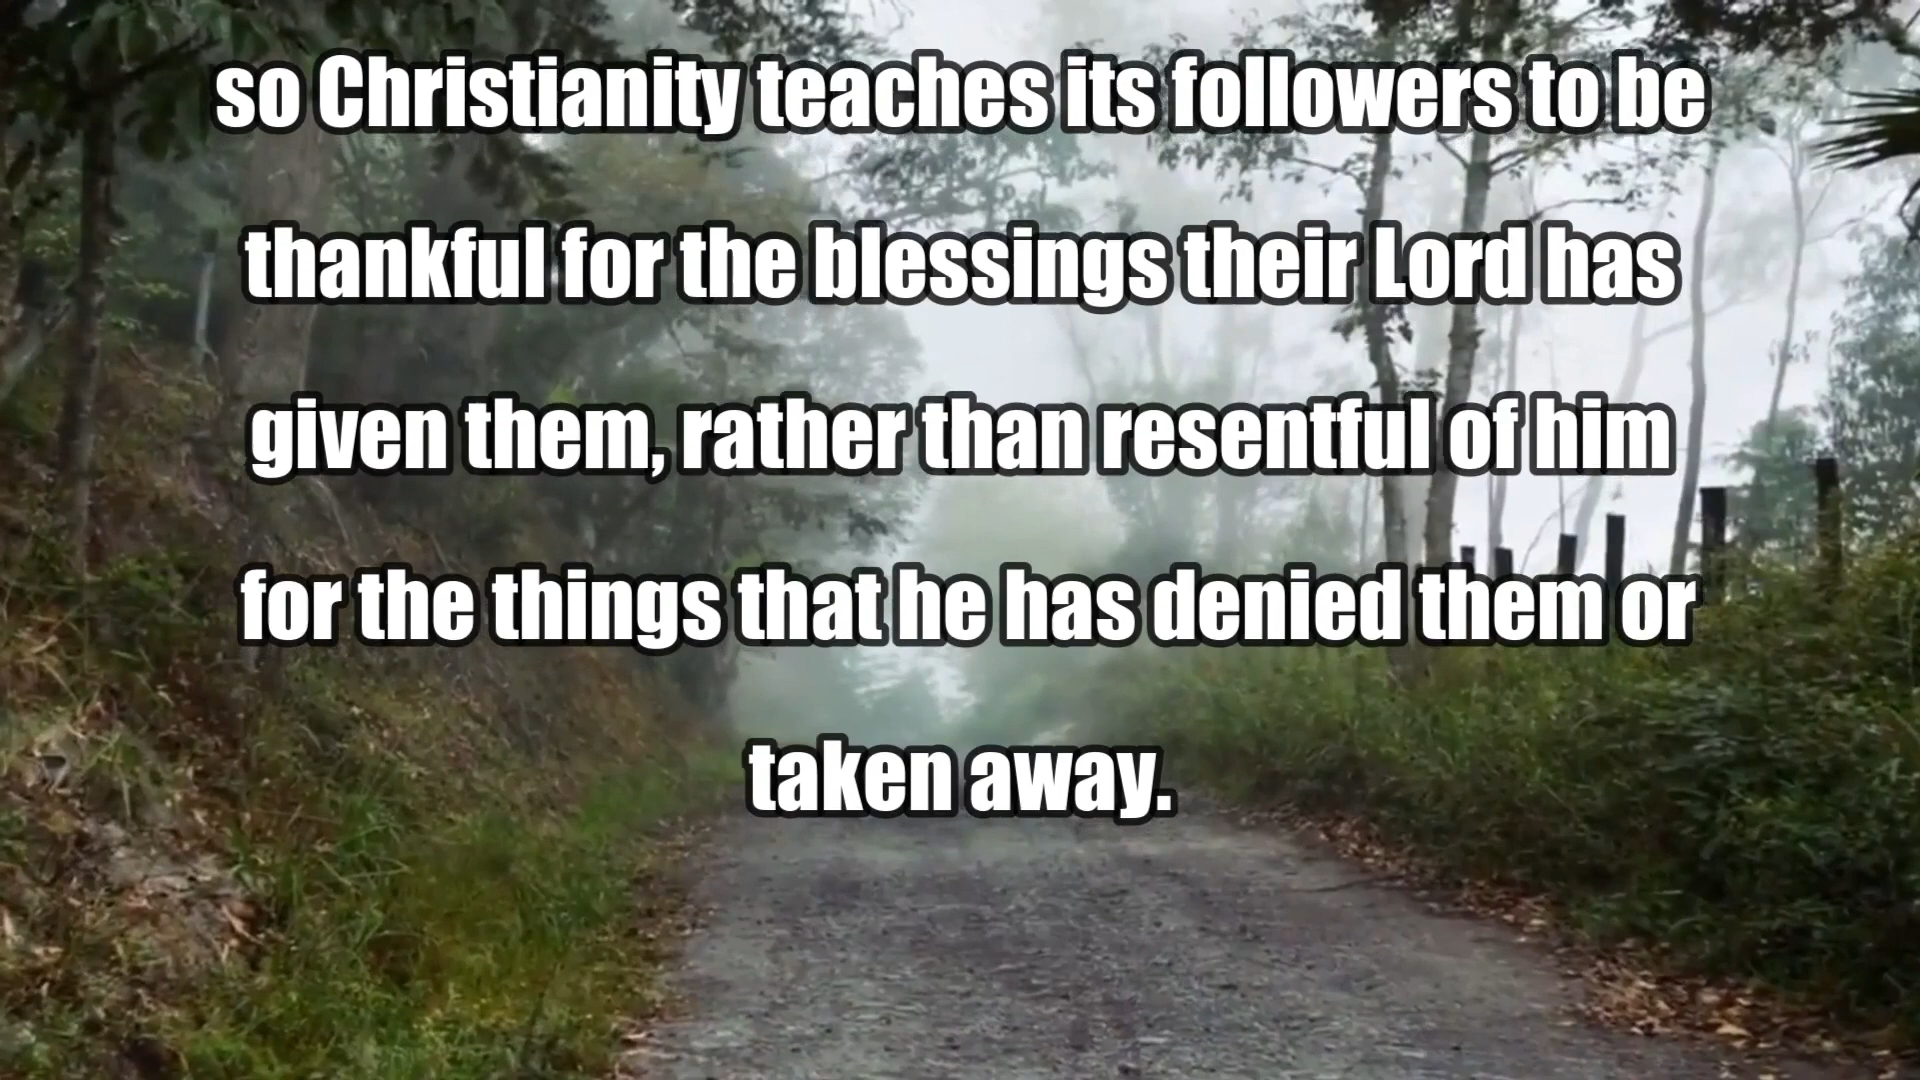 so Christianity teaches its followers to be
thankful for the blessings their Lord has
given them, rather than resentful of him
for the things that he has denied them or
taken away.